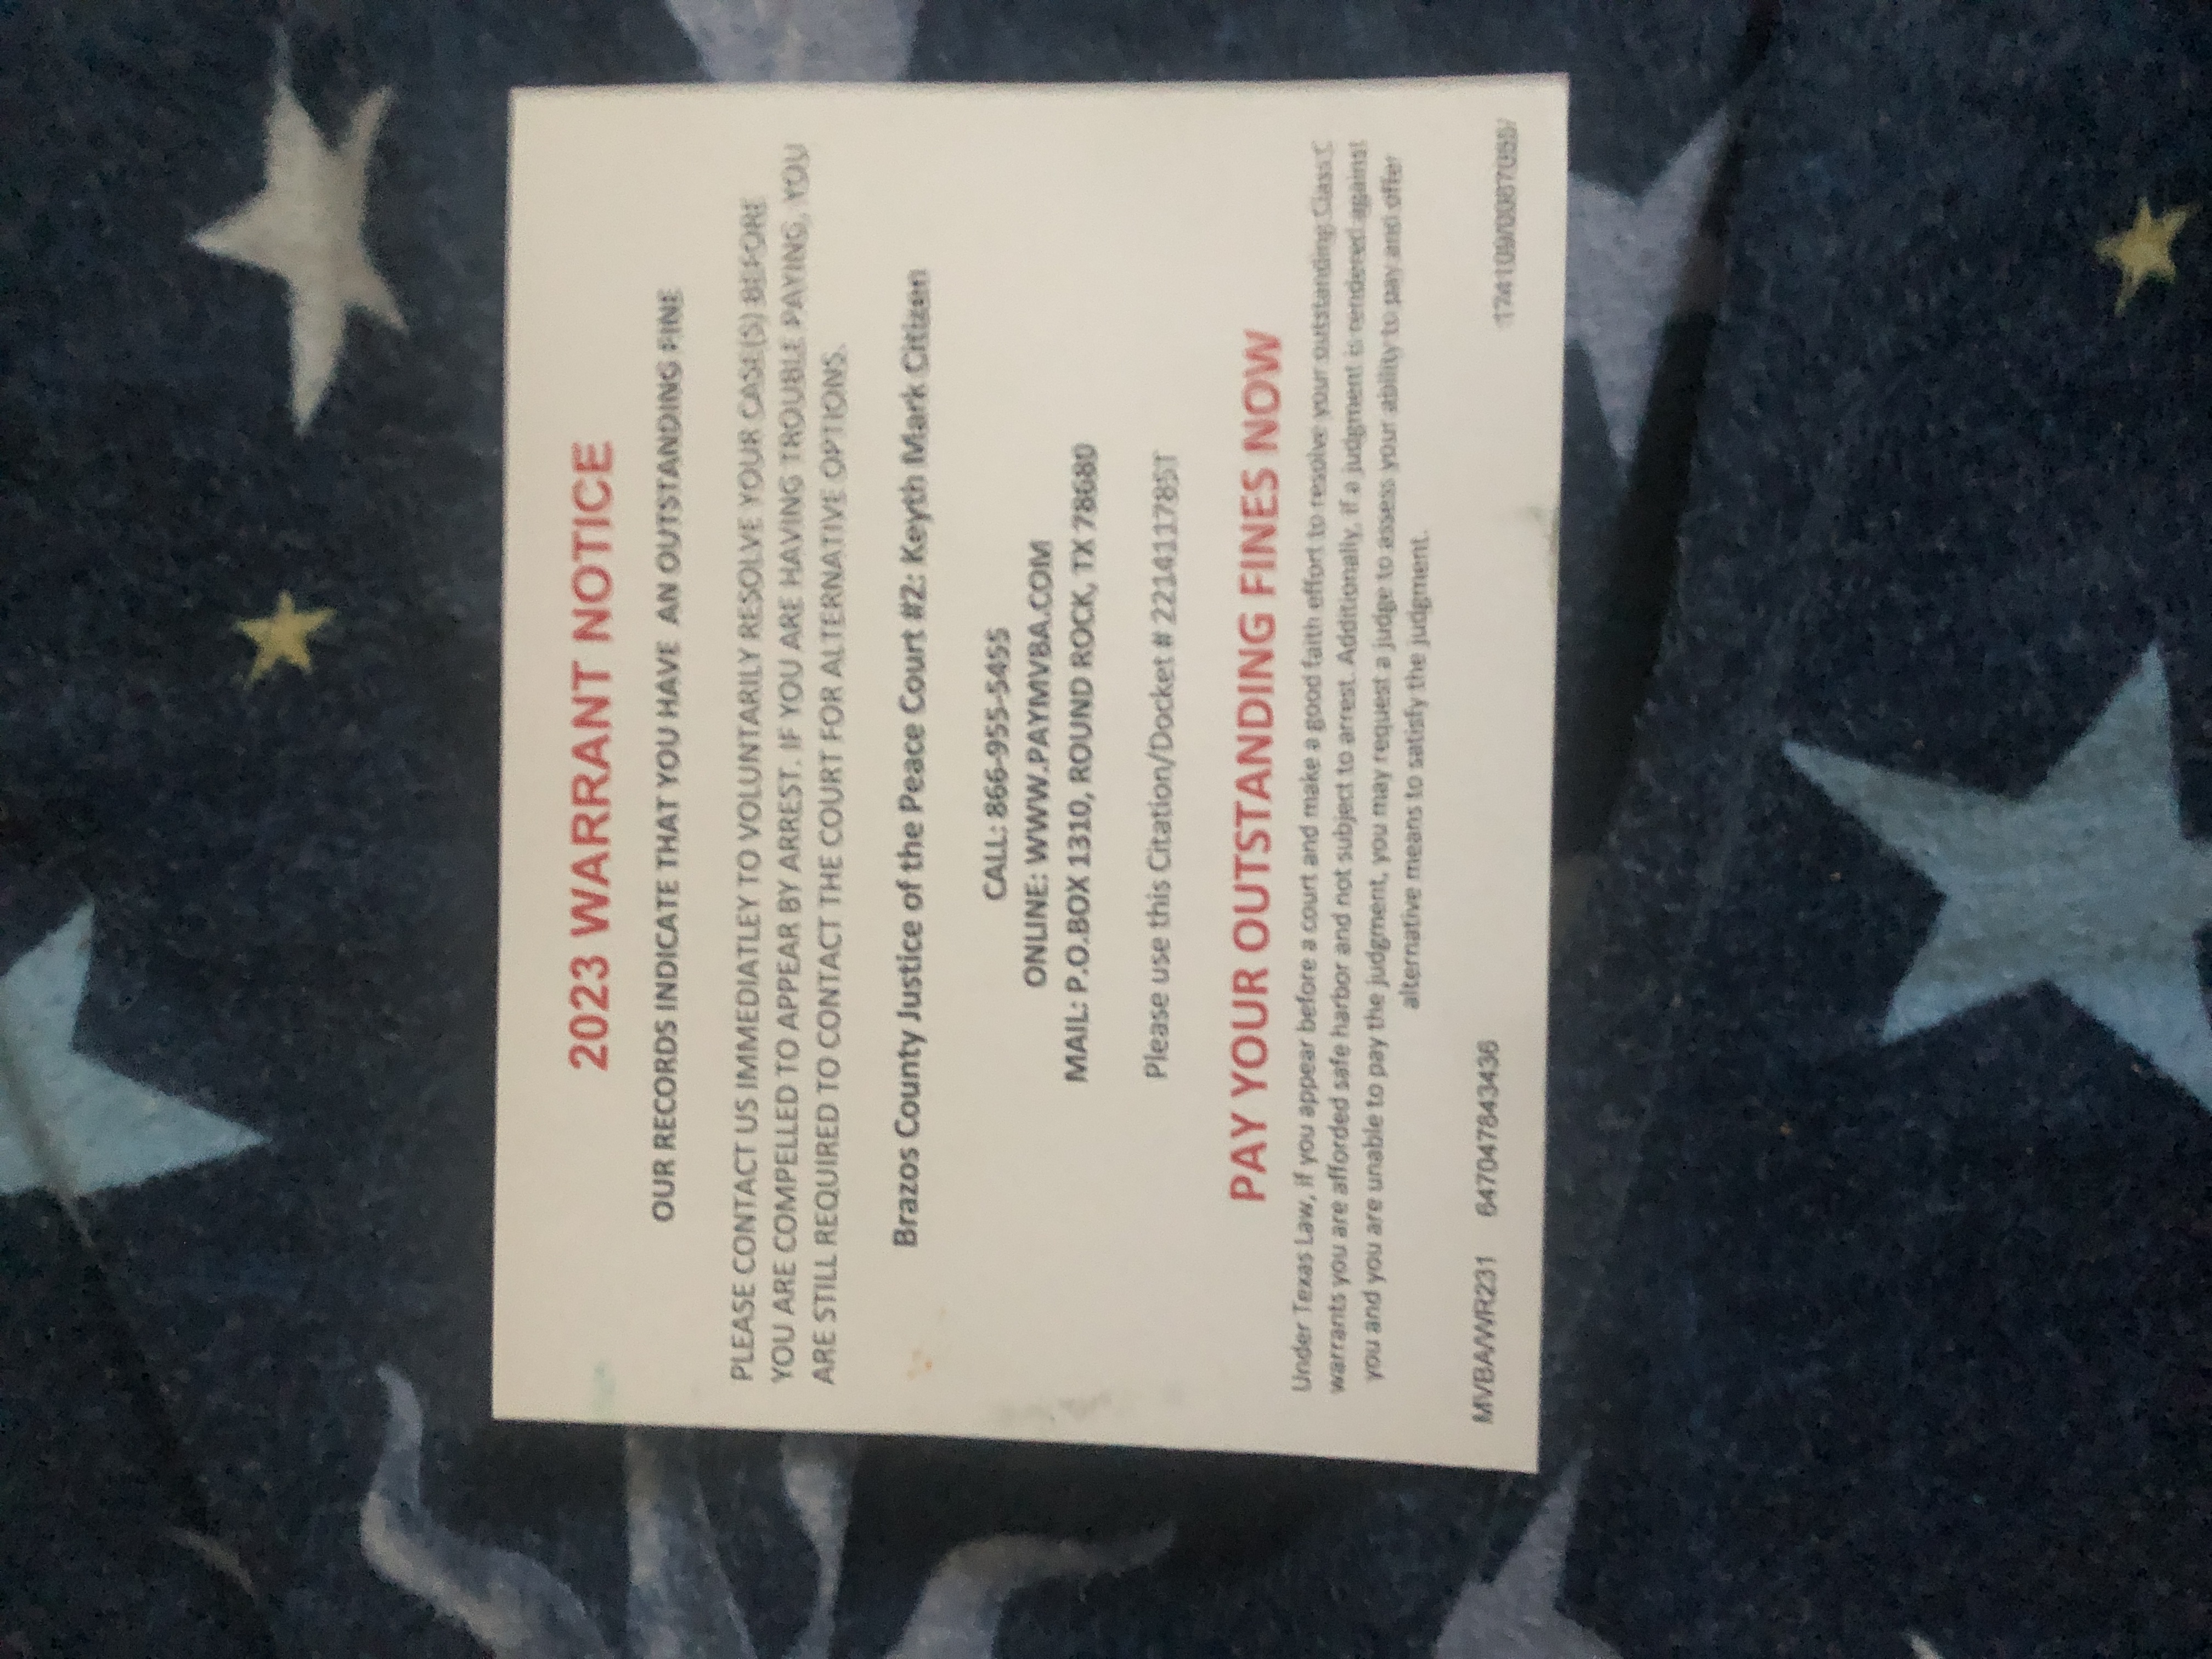 2023 WARRANT NOTICE
OUR RECORDS INDICATE THAT YOU HAVE AN OUTSTANDING FINE
PLEASE CONTACT US IMMEDIATLEY TO VOLUNTARILY RESOLVE YOUR CASE(S) BEFORE
YOU ARE COMPELLED TO APPEAR BY ARREST. IF YOU ARE HAVING TROUBLE PAYING, YOU
ARE STILL REQUIRED TO CONTACT THE COURT FOR ALTERNATIVE OPTIONS.
Brazos County Justice of the Peace Court #2: Keyth Mark Citizen
CALL: 866-955-5455
ONLINE: WWW.PAYMVBA.COM
MAIL: P.O.BOX 1310, ROUND ROCK, TX 78680
Please use this Citation/Docket # 221411785T
PAY YOUR OUTSTANDING FINES NOW
Under Texas Law, if you appear before a court and make a good faith effort to resolve your outstanding Class C
warrants you are afforded safe harbor and not subject to arrest. Additionally, if a judgment is rendered against
you and you are unable to pay the judgment, you may request a judge to assess your ability to pay and offer
alternative means to satisfy the judgment.
MVBA/WR231 647047843436